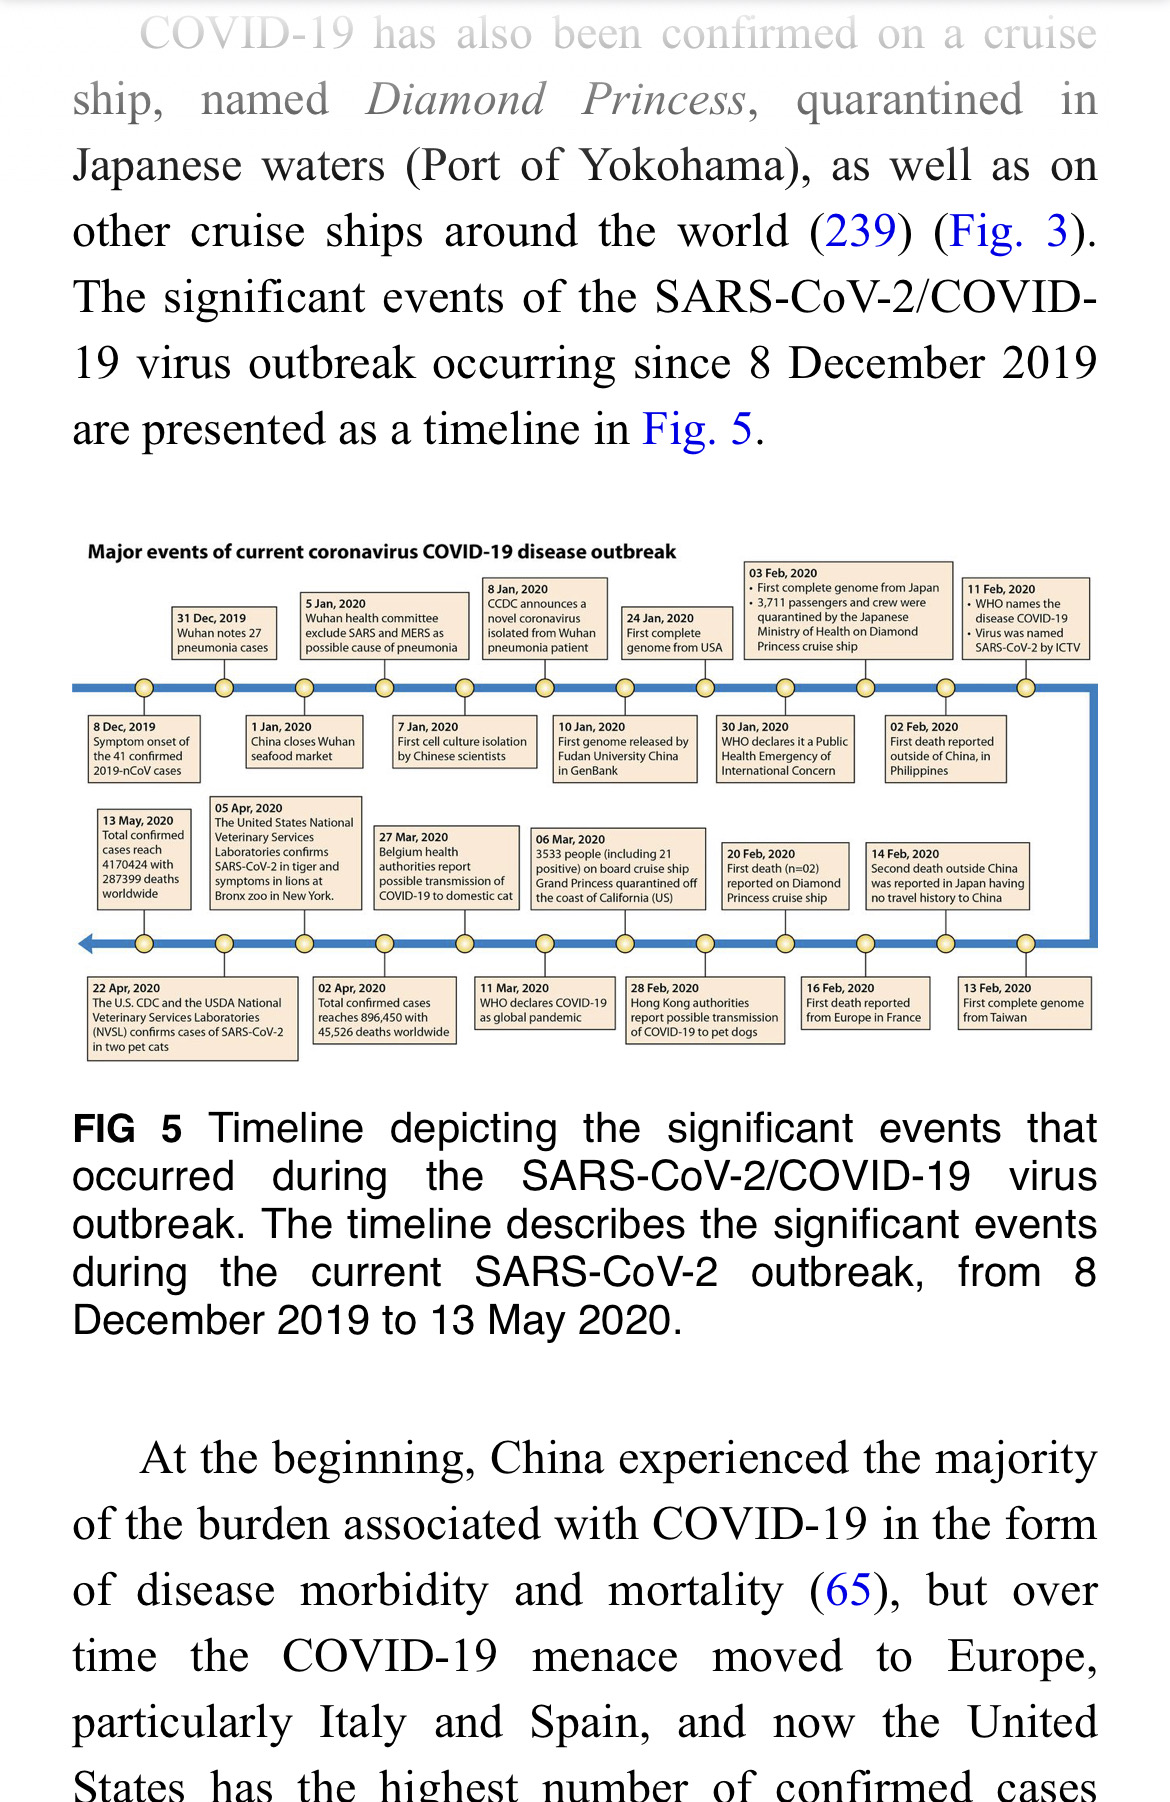 COVID-19 has also been confirmed on a cruise
ship, named Diamond Princess, quarantined in
Japanese waters (Port of Yokohama), as well as on
other cruise ships around the world (239) (Fig. 3).
The significant events of the SARS-CoV-2/COVID-
19 virus outbreak occurring since 8 December 2019
are presented as a timeline in Fig. 5.
Major events of current coronavirus COVID-19 disease outbreak
31 Dec, 2019
Wuhan notes 27
pneumonia cases
5 Jan, 2020
Wuhan health committee
exclude SARS and MERS as
possible cause of pneumonia
8 Jan, 2020
CCDC announces a
novel coronavirus
isolated from Wuhan
pneumonia patient
24 Jan, 2020
First complete
genome from USA
03 Feb, 2020
• First complete genome from Japan
• 3,711 passengers and crew were
quarantined by the Japanese
Ministry of Health on Diamond
Princess cruise ship
11 Feb, 2020
• WHO names the
disease COVID-19
• Virus was named
SARS-CoV-2 by ICTV
8 Dec, 2019
Symptom onset of
the 41 confirmed
2019-nCoV cases
1 Jan, 2020
China closes Wuhan
seafood market
7 Jan, 2020
First cell culture isolation
by Chinese scientists
10 Jan, 2020
First genome released by
Fudan University China
in GenBank
30 Jan, 2020
WHO declares it a Public
Health Emergency of
International Concern
02 Feb, 2020
First death reported
outside of China, in
Philippines
13 May, 2020
Total confirmed
cases reach
4170424 with
287399 deaths
worldwide
05 Apr, 2020
The United States National
Veterinary Services
Laboratories confirms
SARS-CoV-2 in tiger and
symptoms in lions at
Bronx zoo in New York.
27 Mar, 2020
Belgium health
authorities report
possible transmission of
COVID-19 to domestic cat
06 Mar, 2020
3533 people (including 21
positive) on board cruise ship
Grand Princess quarantined off
the coast of California (US)
20 Feb, 2020
First death (n=02)
reported on Diamond
Princess cruise ship
14 Feb, 2020
Second death outside China
was reported in Japan having
no travel history to China
22 Apr, 2020
The U.S. CDC and the USDA National
Veterinary Services Laboratories
(NVSL) confirms cases of SARS-CoV-2
in two pet cats
02 Apr, 2020
Total confirmed cases
reaches 896,450 with
45,526 deaths worldwide
11 Mar, 2020
WHO declares COVID-19
as global pandemic
28 Feb, 2020
Hong Kong authorities
report possible transmission
of COVID-19 to pet dogs
16 Feb, 2020
First death reported
from Europe in France
13 Feb, 2020
First complete genome
from Taiwan
FIG 5 Timeline depicting the significant events that
occurred during the SARS-CoV-2/COVID-19 virus
outbreak. The timeline describes the significant events
during the current SARS-CoV-2 outbreak, from 8
December 2019 to 13 May 2020.
At the beginning, China experienced the majority
of the burden associated with COVID-19 in the form
of disease morbidity and mortality (65), but over
time the COVID-19 menace moved to Europe,
particularly Italy and Spain, and now the United
States has the highest number of confirmed cases